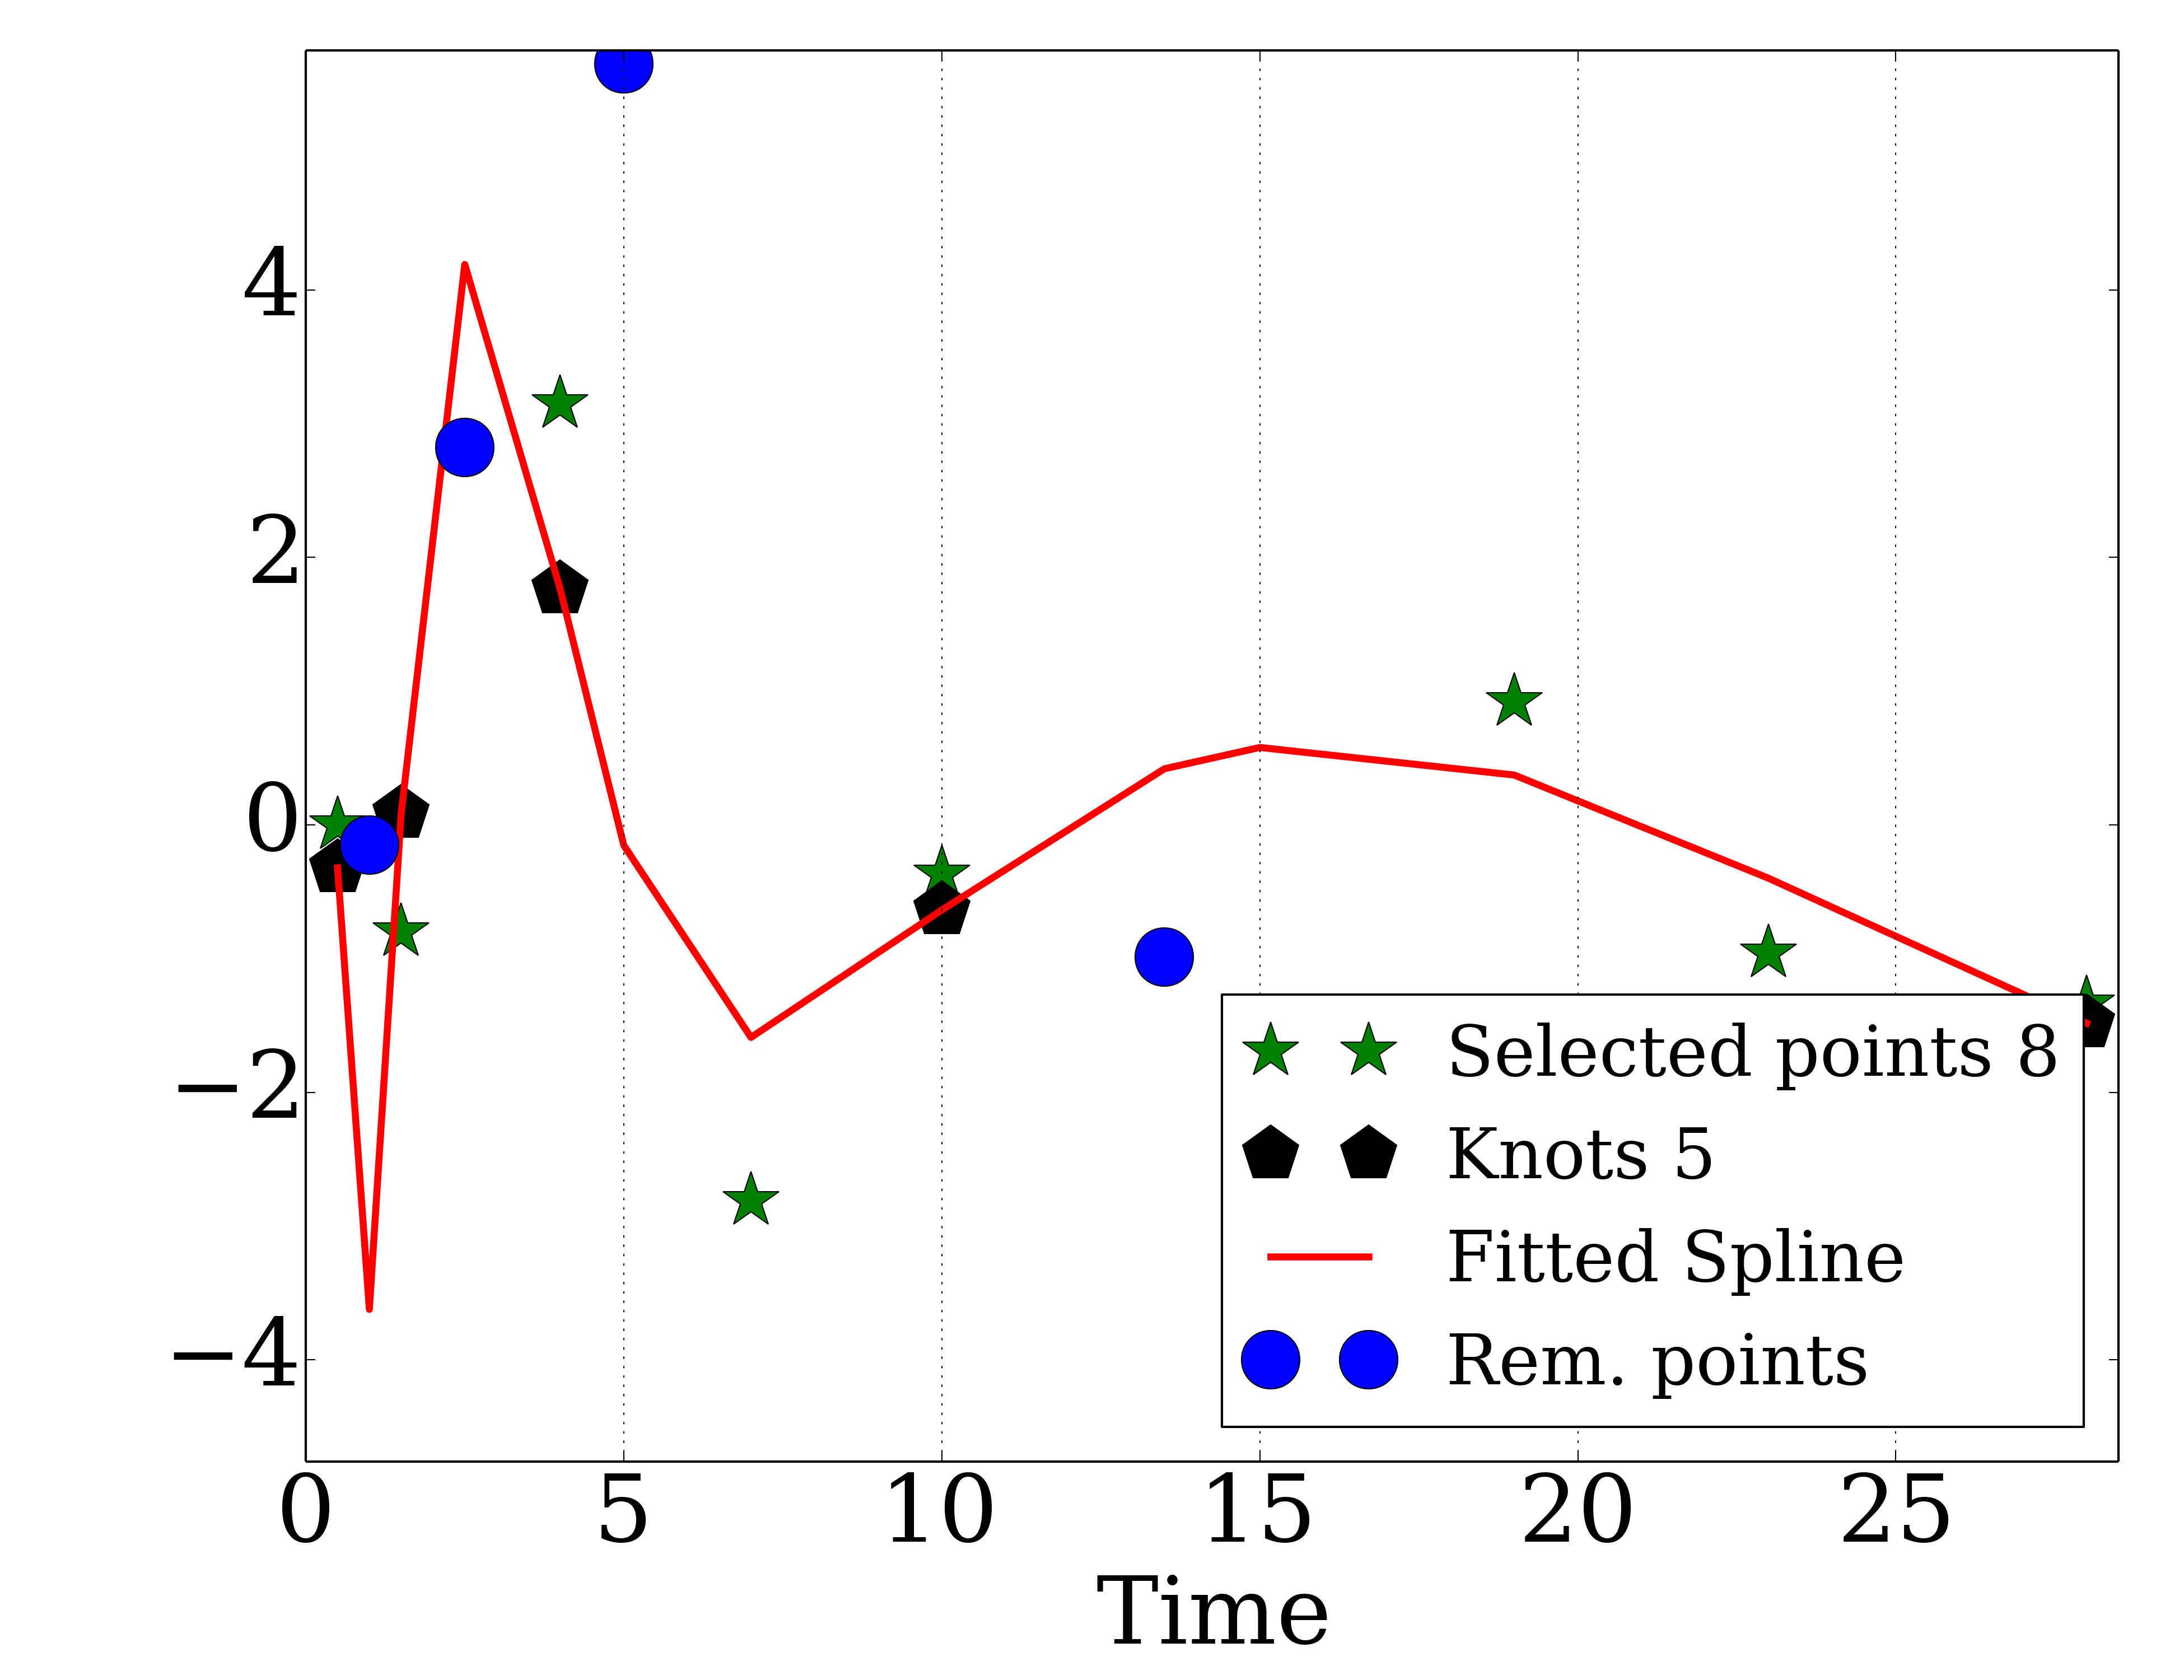 4
2
0
−2
−4
Selected points 8
Knots 5
Fitted Spline
Rem. points
0 5 10 15 20 25
Time